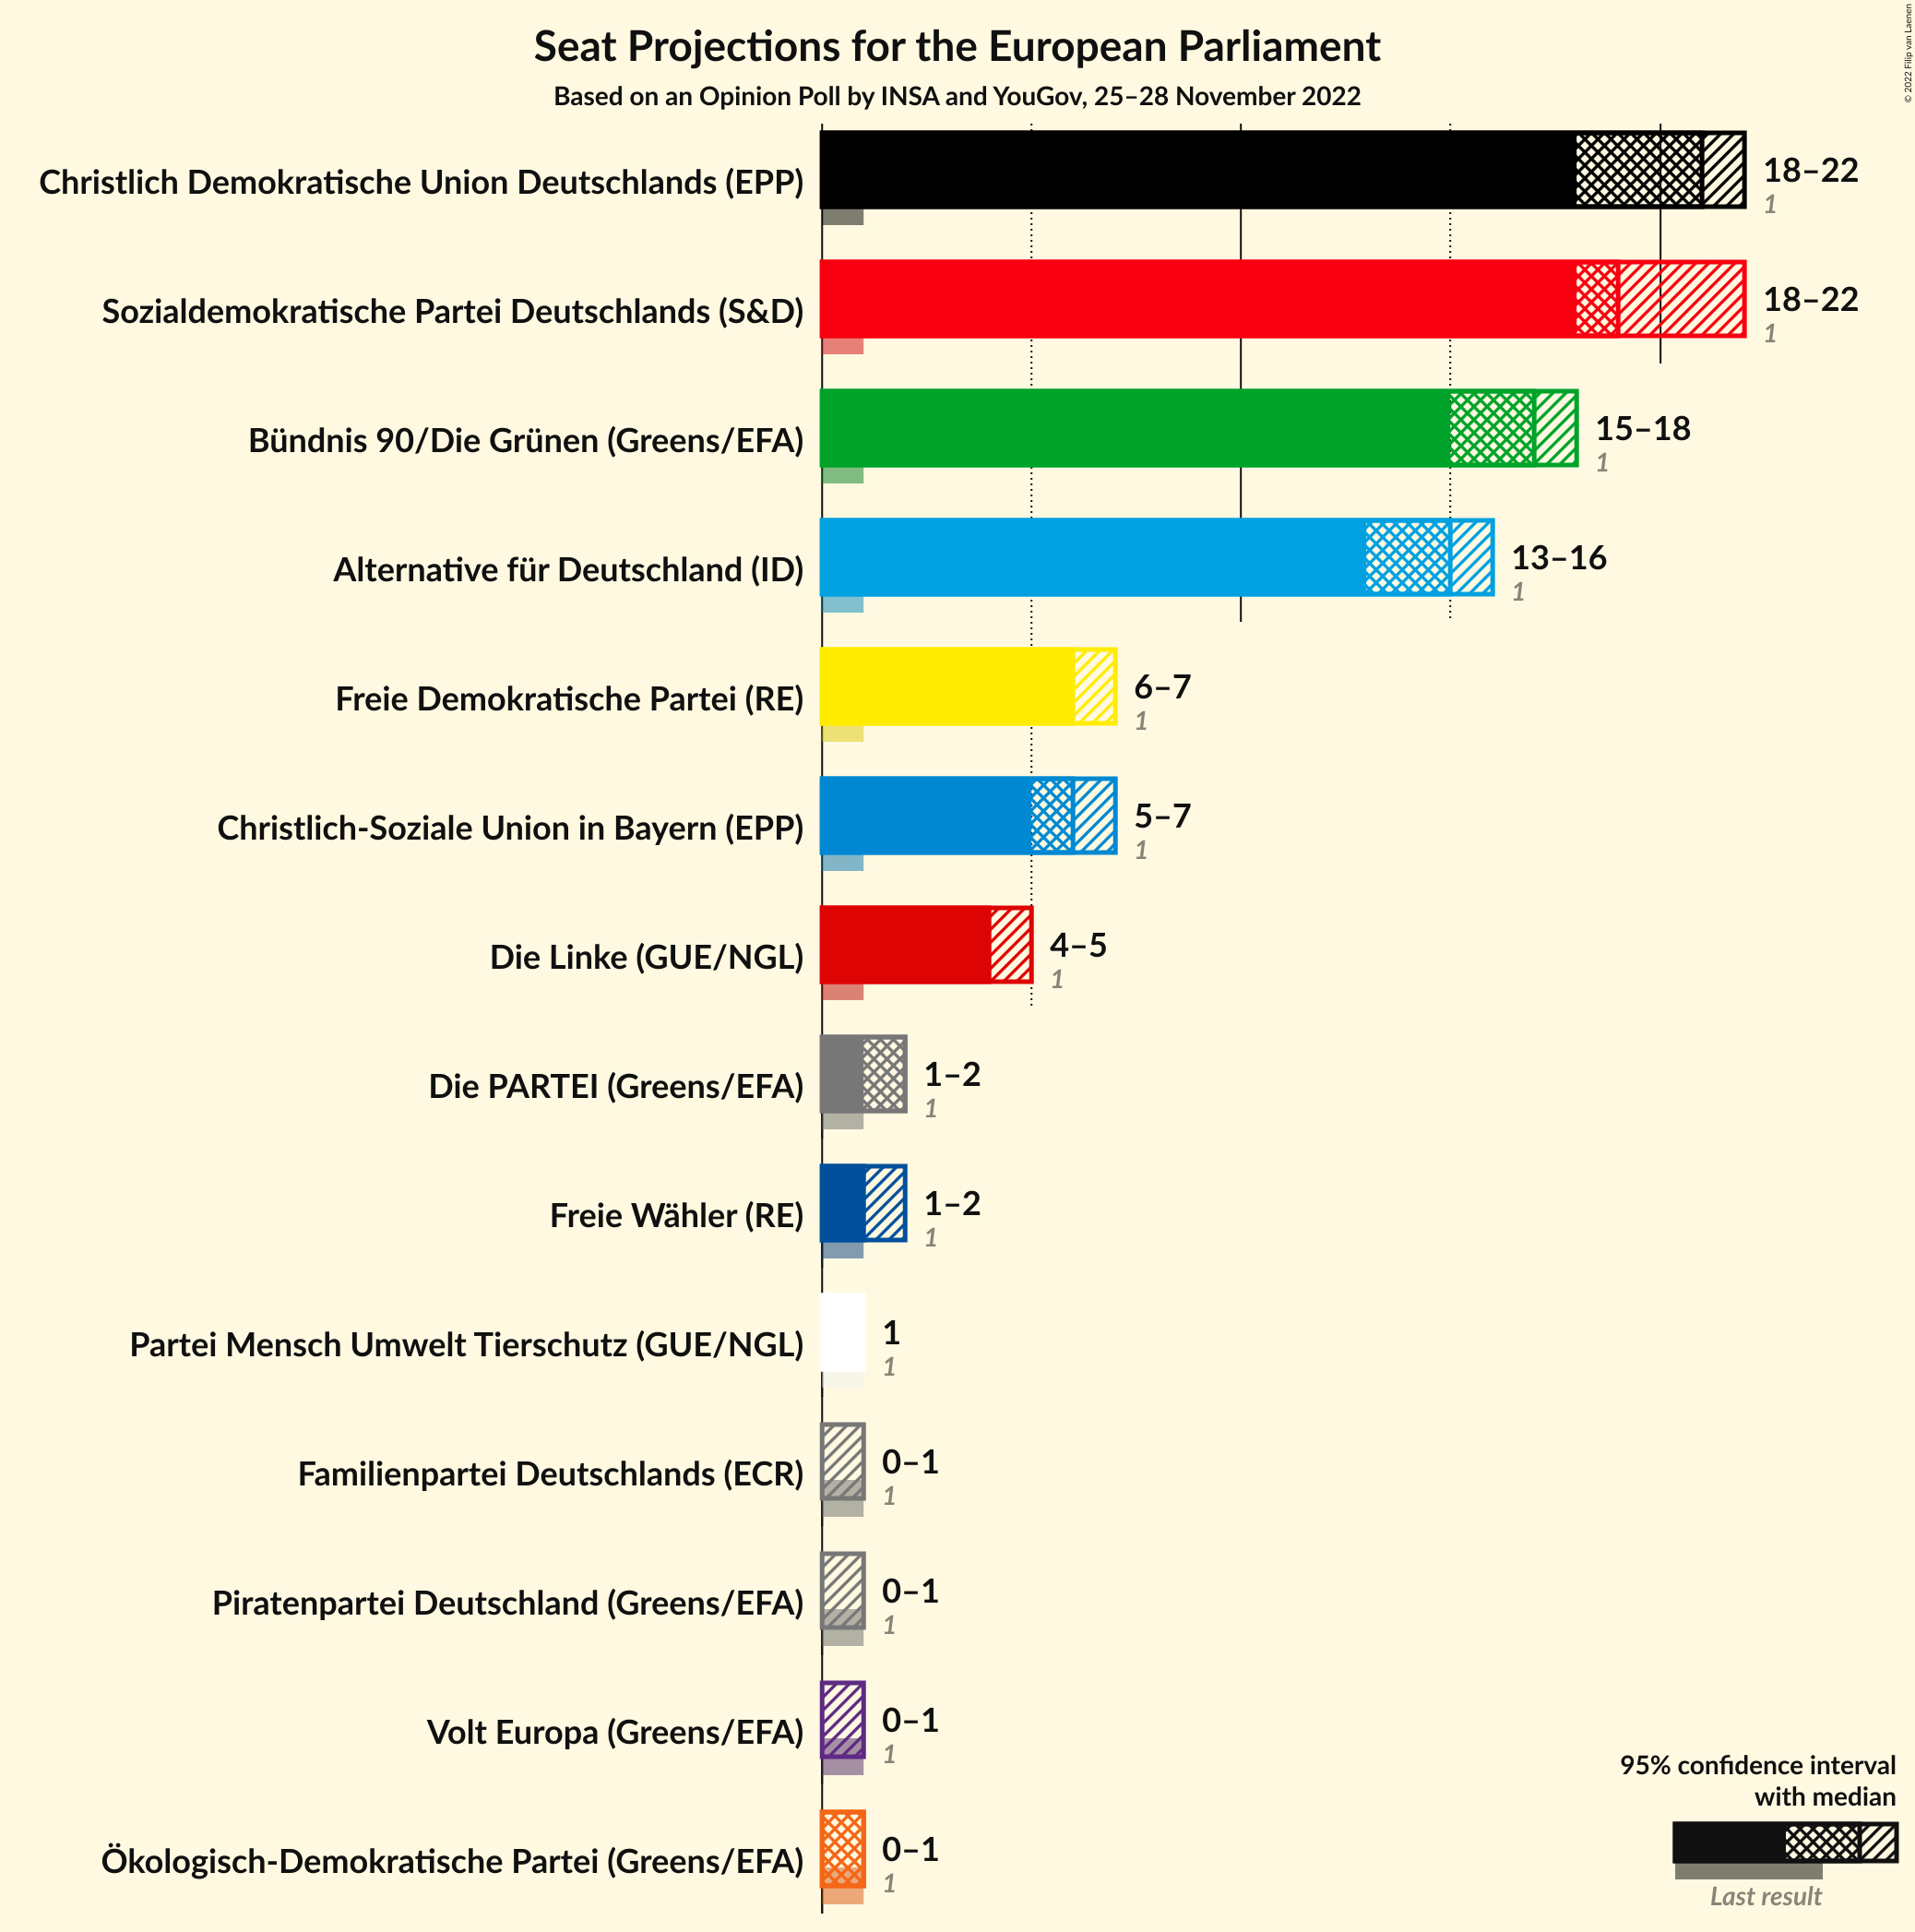 Seat Projections for the European Parliament
Based on an Opinion Poll by INSA and YouGov, 25–28 November 2022
© 2022 Filip van Laenen
Christlich Demokratische Union Deutschlands (EPP)
18–22
1
Sozialdemokratische Partei Deutschlands (S&D)
18–22
1
Bündnis 90/Die Grünen (Greens/EFA)
15–18
1
Alternative für Deutschland (ID)
13–16
1
Freie Demokratische Partei (RE)
6–7
1
Christlich-Soziale Union in Bayern (EPP)
5–7
1
Die Linke (GUE/NGL)
4–5
1
Die PARTEI (Greens/EFA)
1–2
1
Freie Wähler (RE)
1–2
1
Partei Mensch Umwelt Tierschutz (GUE/NGL)
1
1
Familienpartei Deutschlands (ECR)
0–1
1
Piratenpartei Deutschland (Greens/EFA)
0–1
1
Volt Europa (Greens/EFA)
0–1
1
Ökologisch-Demokratische Partei (Greens/EFA)
0–1
1
95% confidence interval
with median
Last result